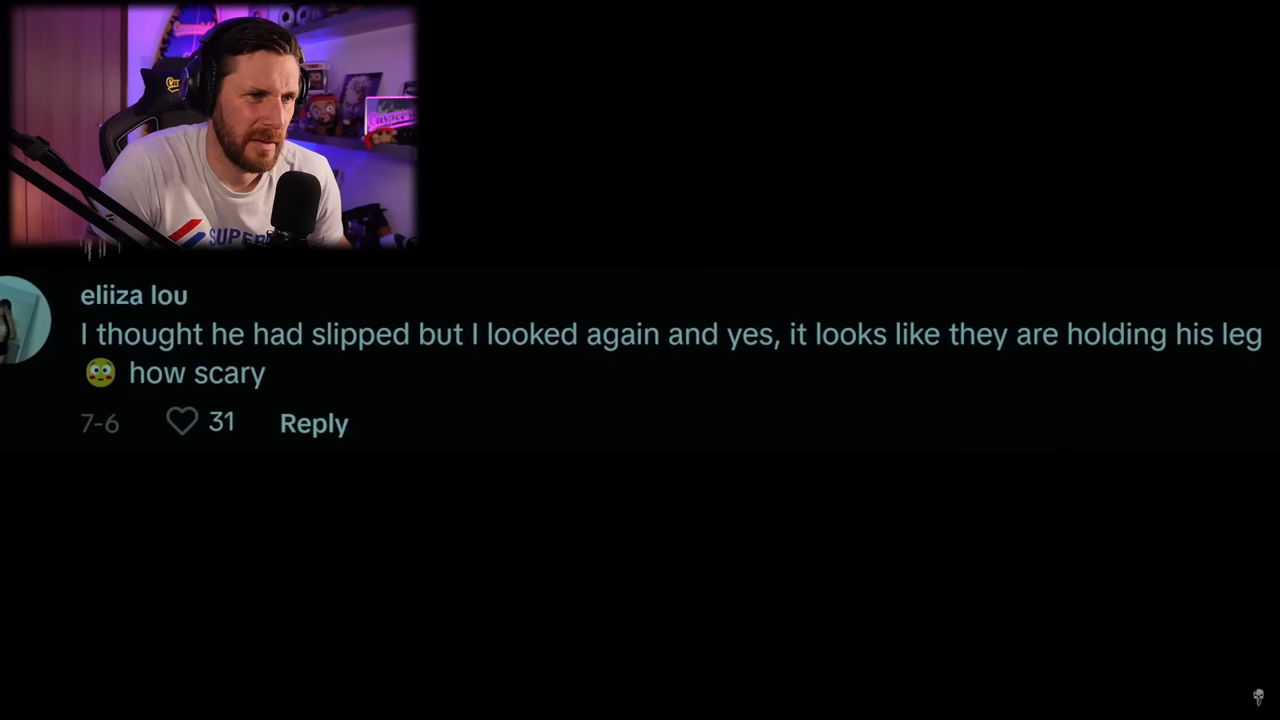 SUPER
eliiza lou
I thought he had slipped but I looked again and yes, it looks like they are holding his leg
😳 how scary
7-6
31
Reply